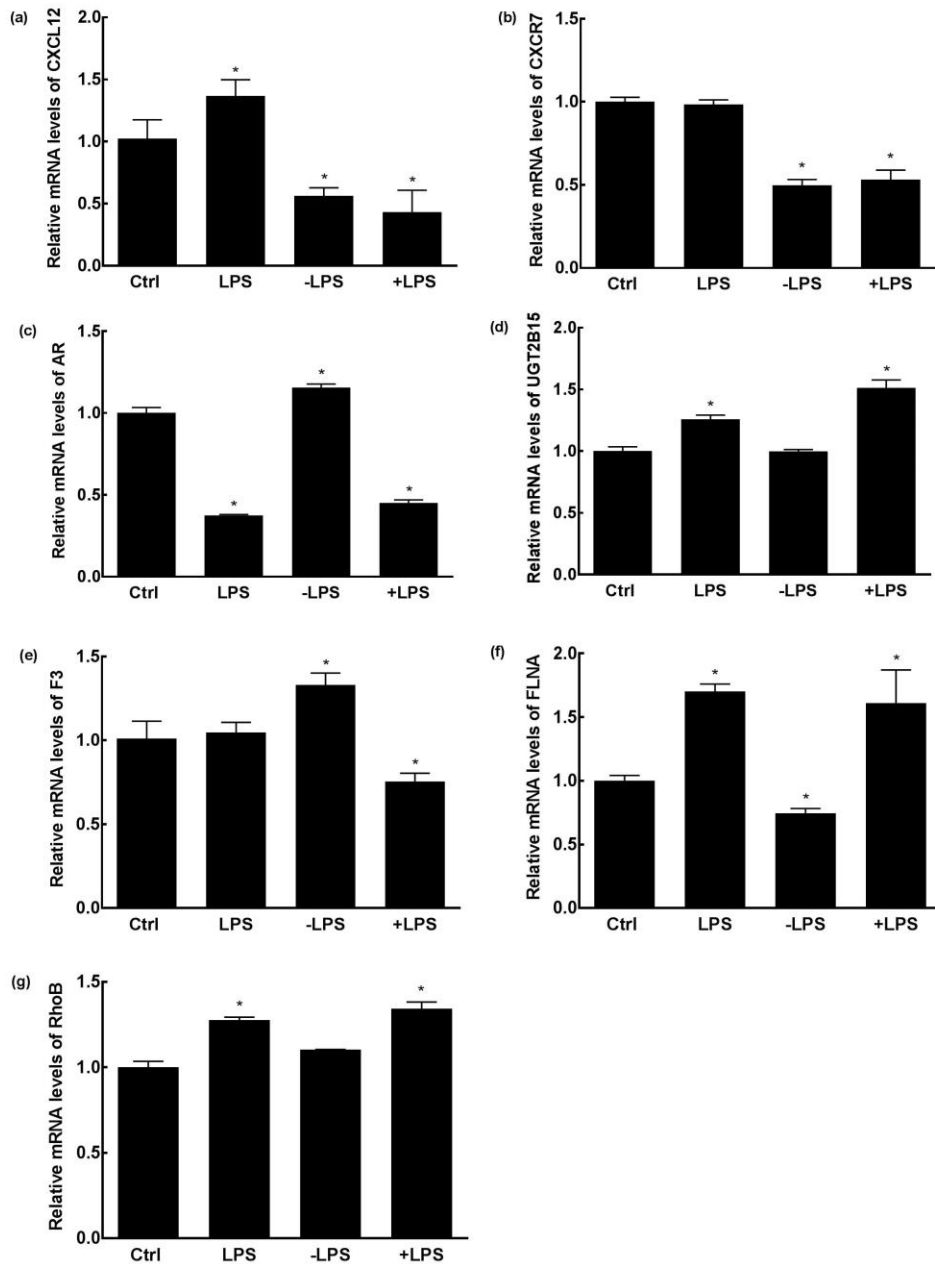 (a)
Relative mRNA levels of CXCL12
2.0
1.5
*
1.0
*
*
0.5
0.0
Ctrl LPS -LPS +LPS
(b)
Relative mRNA levels of CXCR7
1.5
1.0
*
*
0.5
0.0
Ctrl LPS -LPS +LPS
(c)
Relative mRNA levels of AR
1.5
*
1.0
*
0.5
*
0.0
Ctrl LPS -LPS +LPS
(d)
Relative mRNA levels of UGT2B15
2.0
*
1.5
*
1.0
0.5
0.0
Ctrl LPS -LPS +LPS
(e)
Relative mRNA levels of F3
1.5
*
1.0
*
0.5
0.0
Ctrl LPS -LPS +LPS
(f)
Relative mRNA levels of FLNA
2.0
*
*
1.5
1.0
*
0.5
0.0
Ctrl LPS -LPS +LPS
(g)
Relative mRNA levels of RhoB
1.5
*
*
1.0
0.5
0.0
Ctrl LPS -LPS +LPS